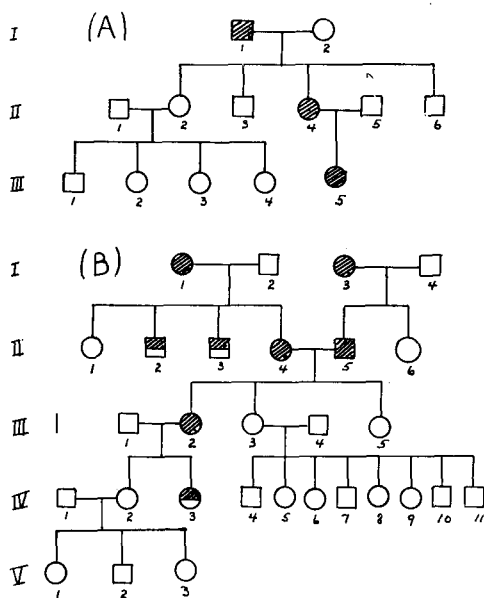 I (A)
1 2
II
1 2 3 4 5 6
III
1 2 3 4 5
I (B)
1 2 3 4
II
1 2 3 4 5 6
III
1 2 3 4 5
IV
1 2 3 4 5 6 7 8 9 10 11
V
1 2 3